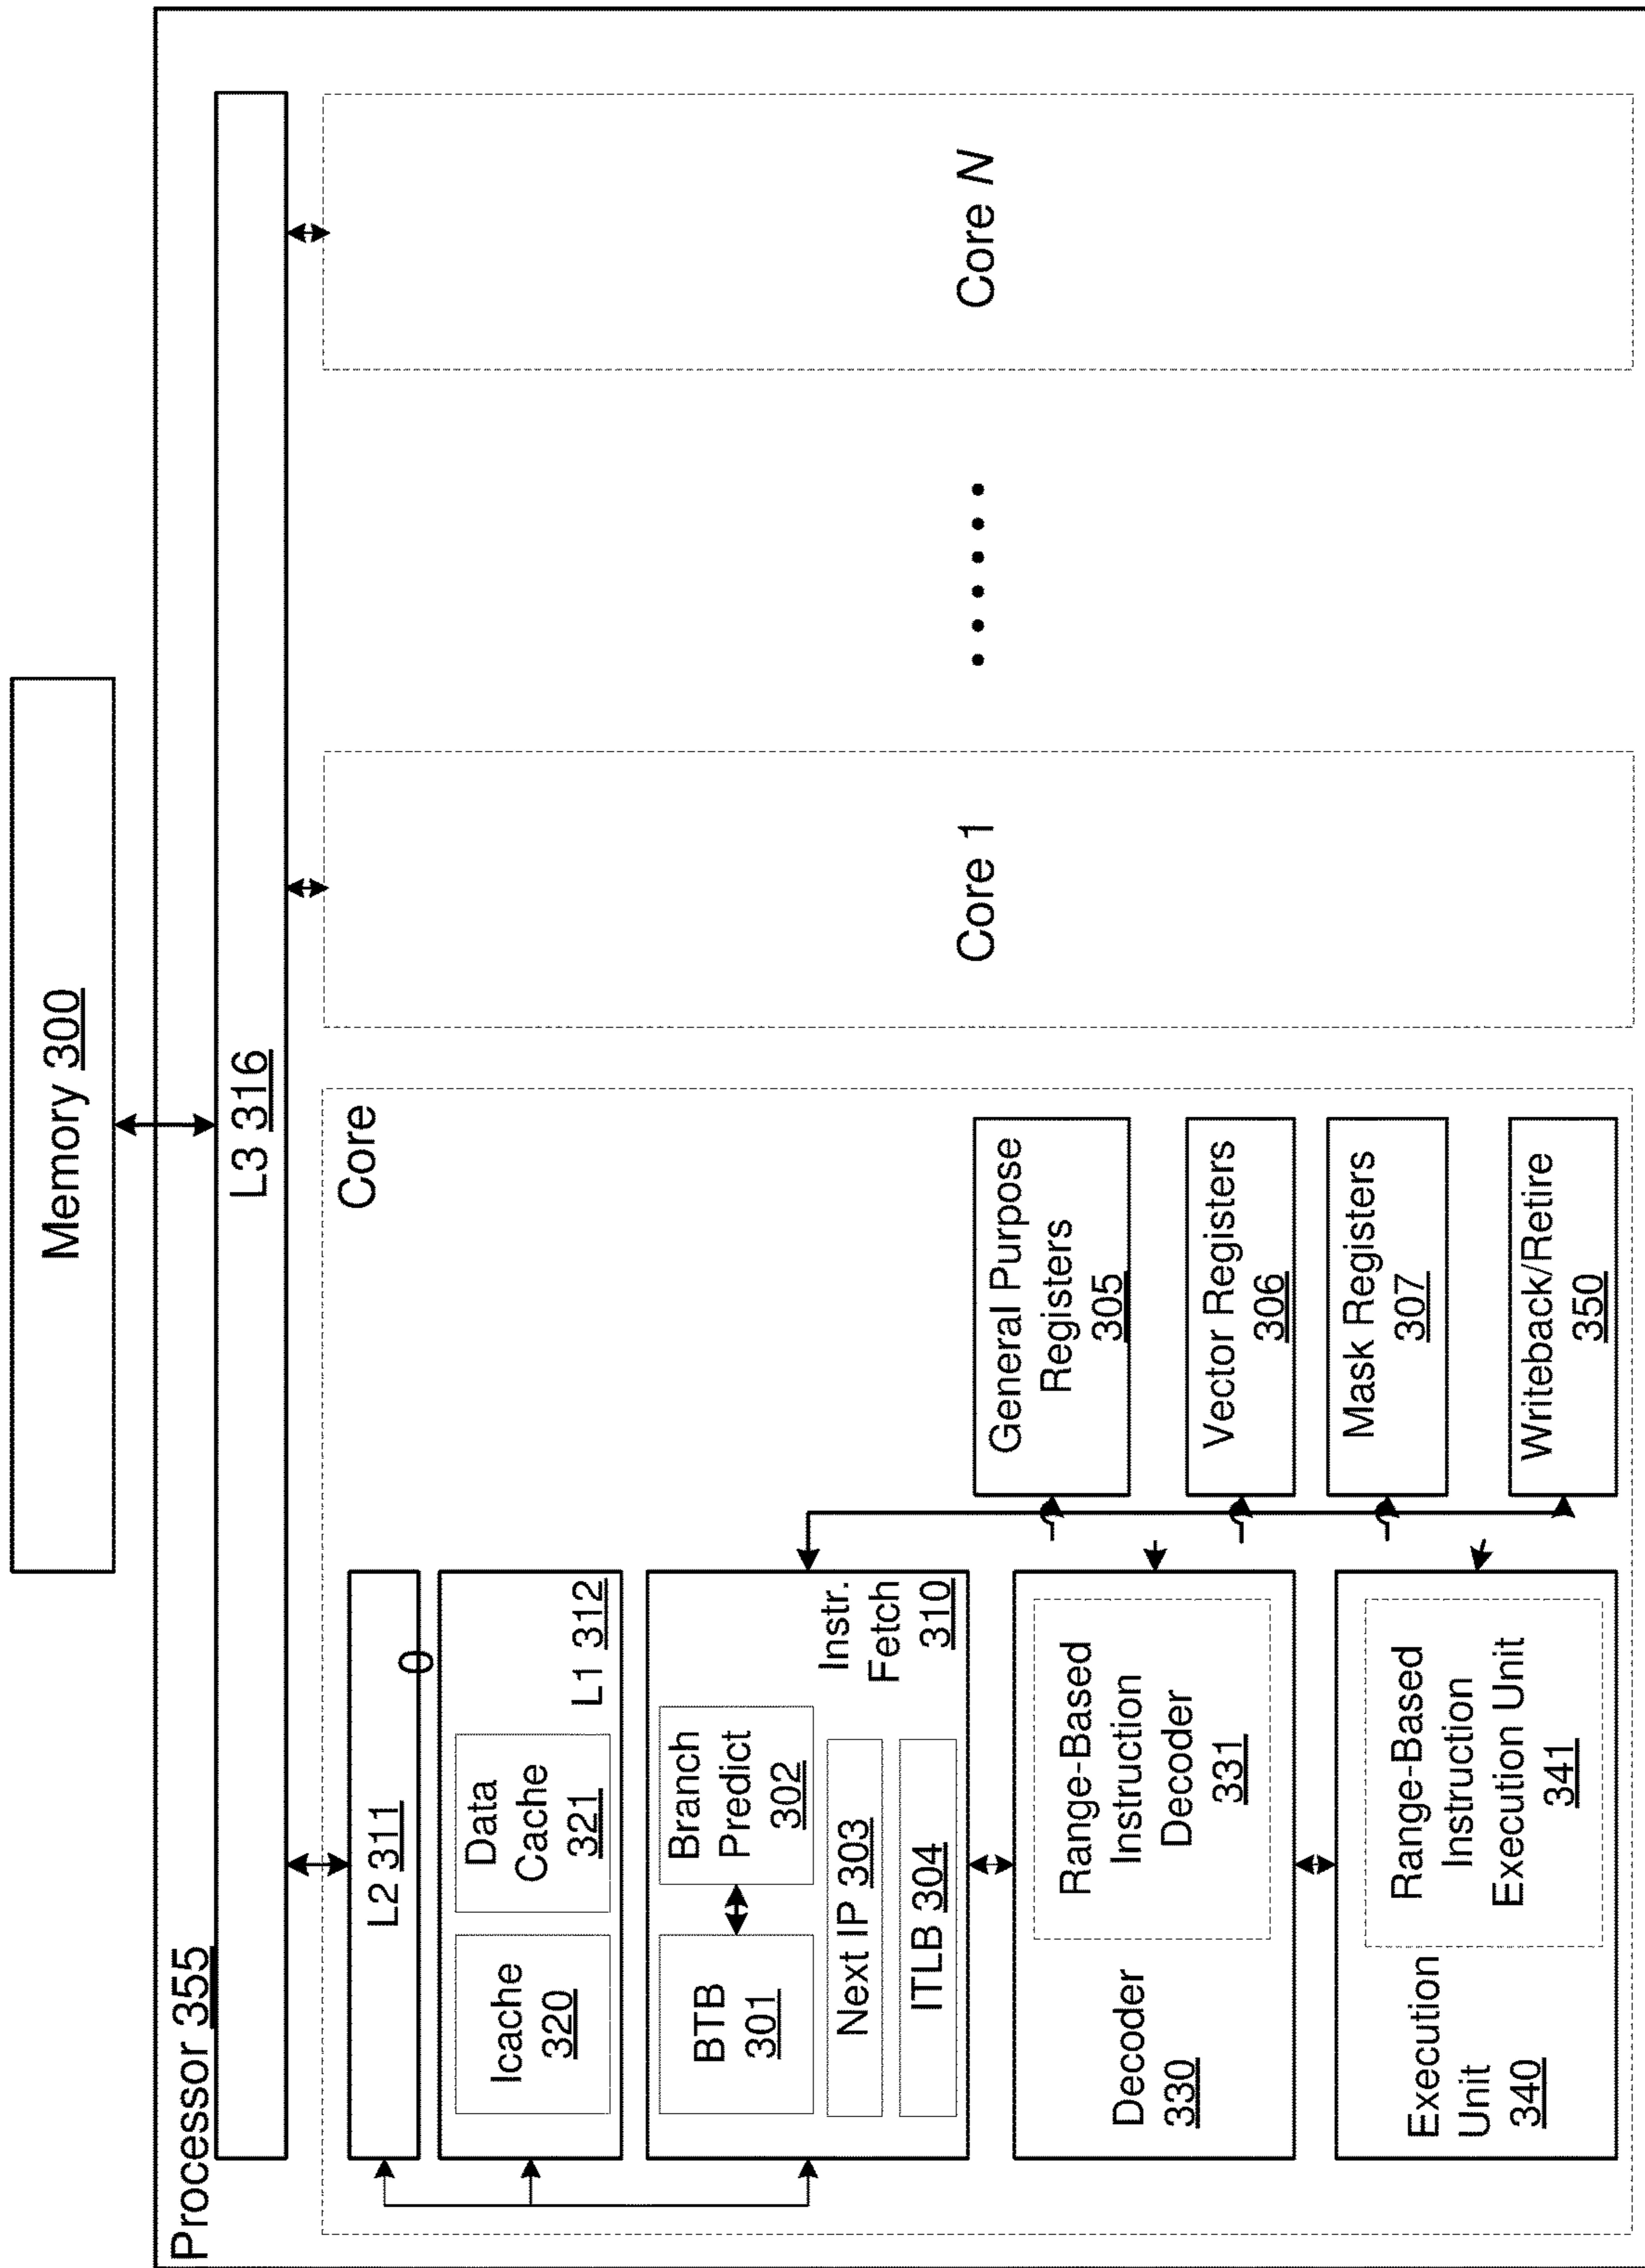 Memory 300
Processor 355
L3 316
Core
0
L2 311
Icache
320
Data
Cache
321
L1 312
BTB
301
Branch
Predict
302
Next IP 303
ITLB 304
Instr.
Fetch
310
General Purpose
Registers
305
Decoder
330
Range-Based
Instruction
Decoder
331
Vector Registers
306
Mask Registers
307
Execution
Unit
340
Range-Based
Instruction
Execution Unit
341
Writeback/Retire
350
Core 1
Core N